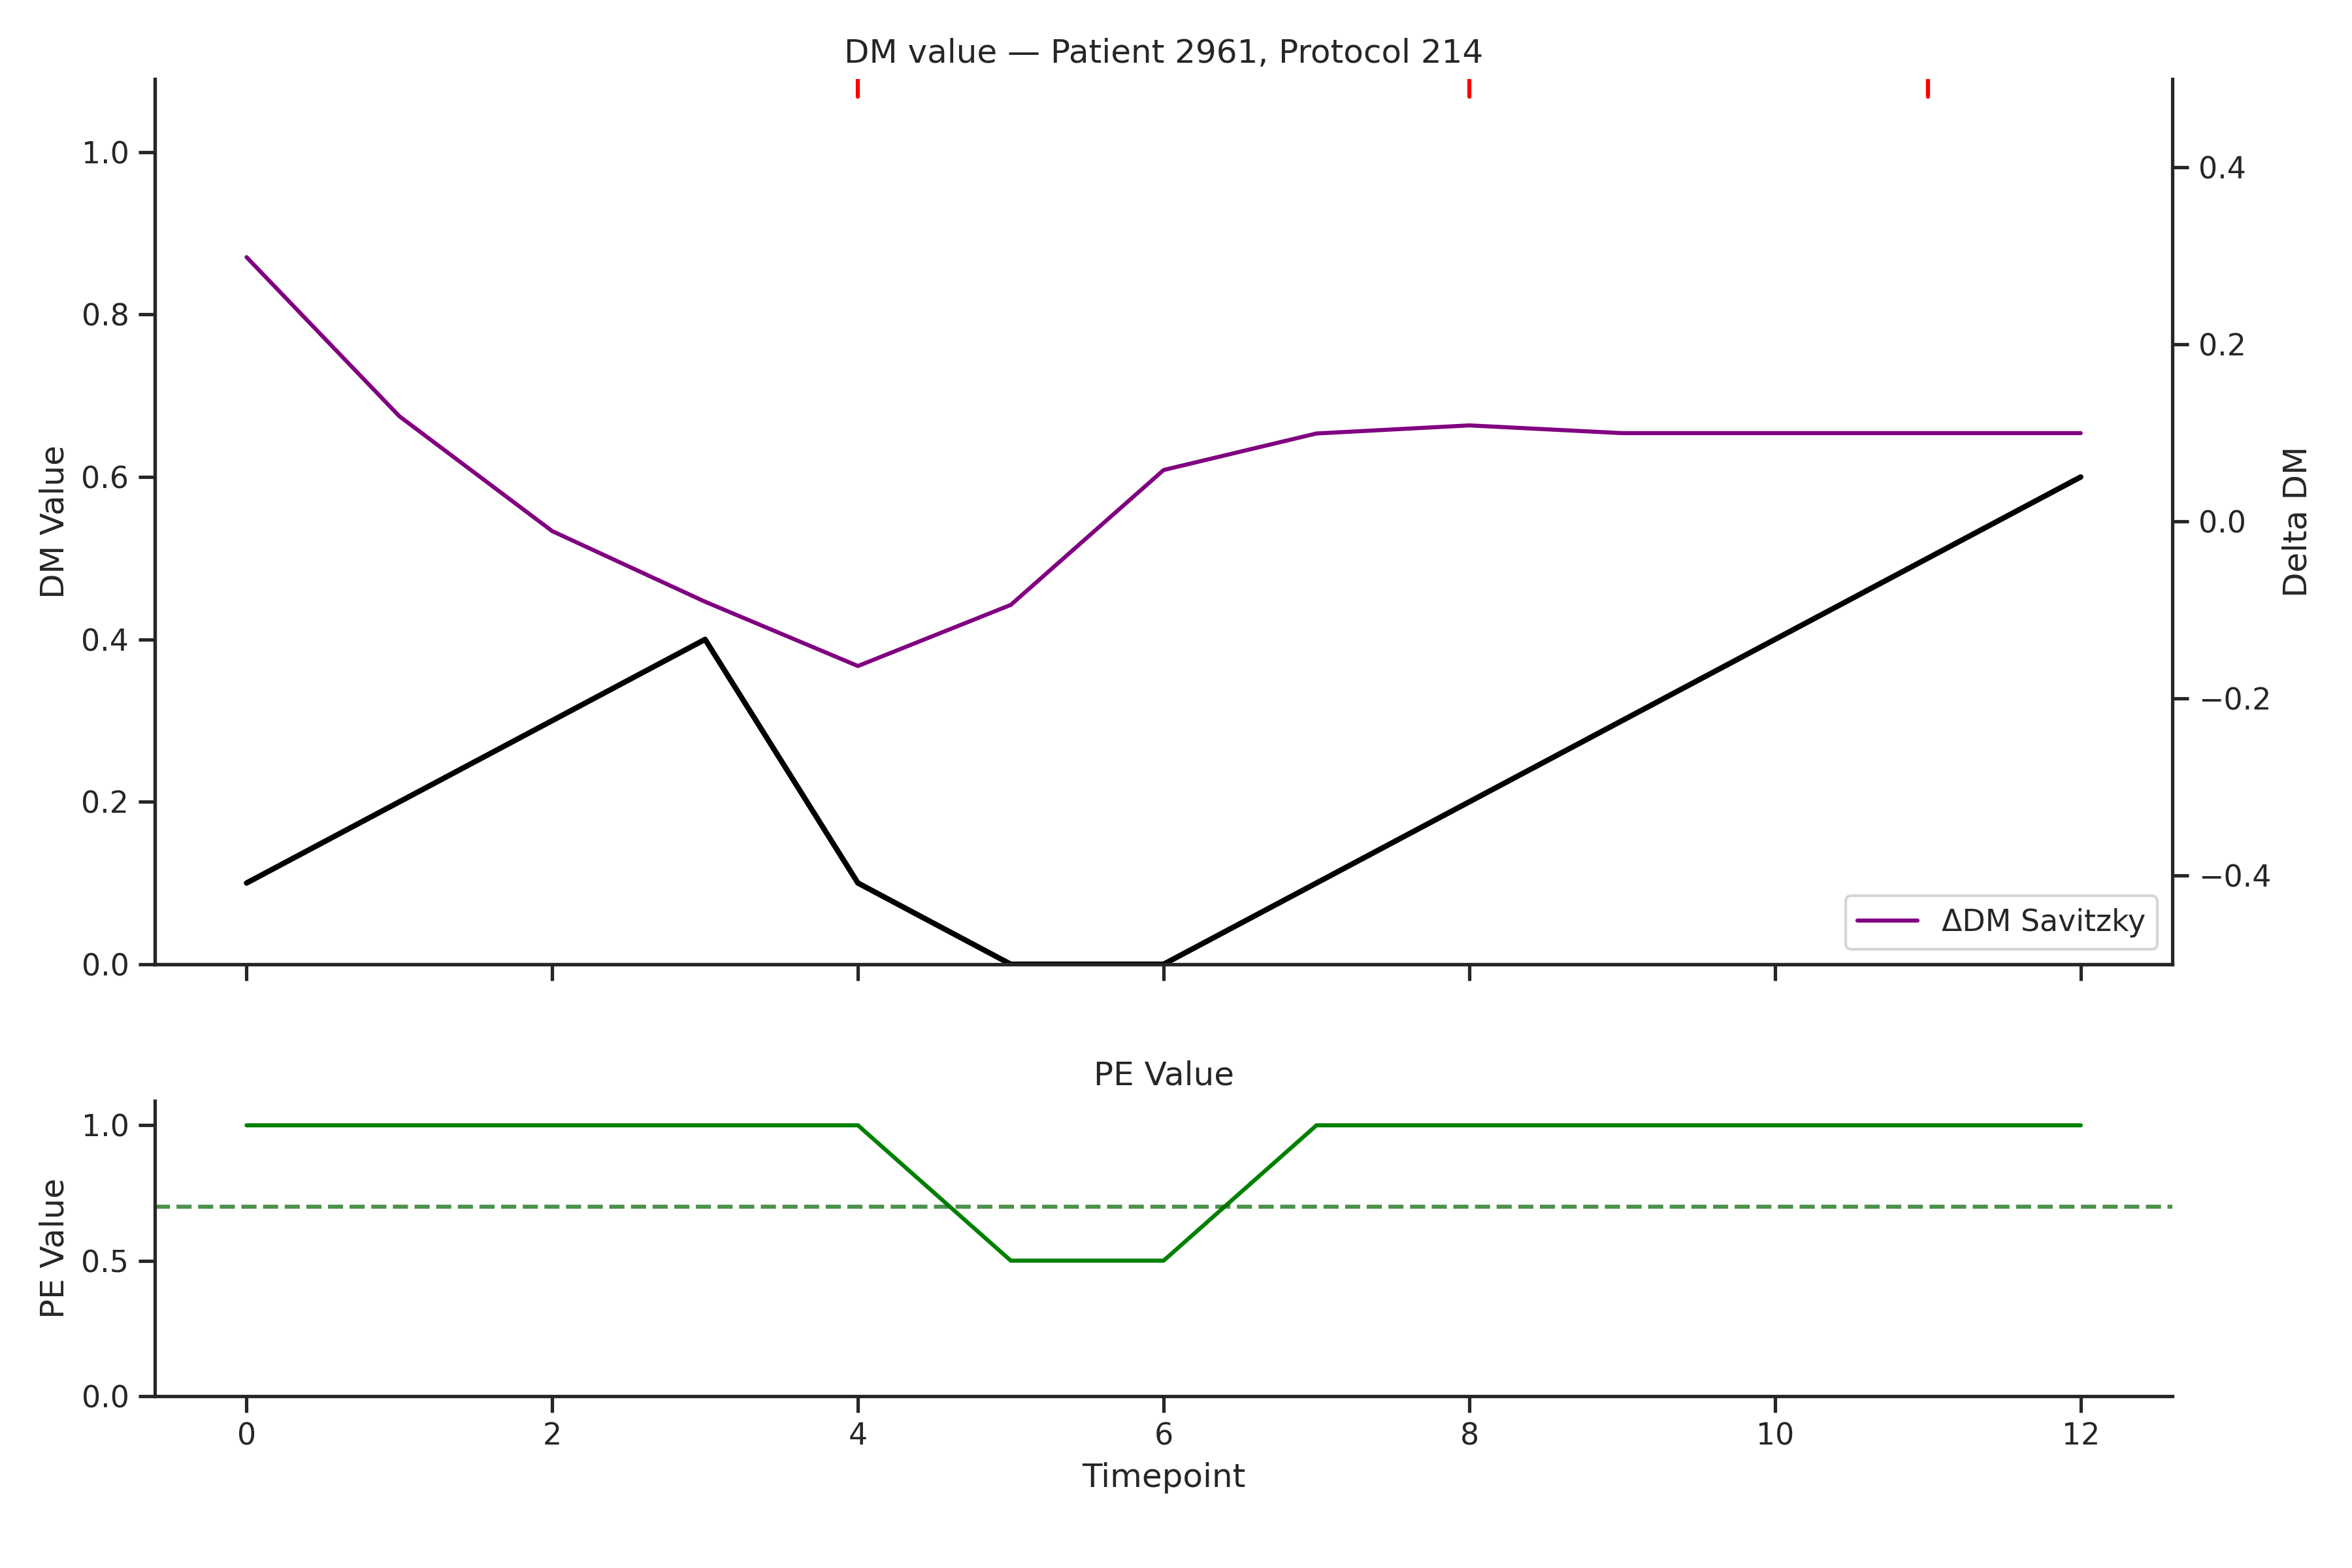 DM value — Patient 2961, Protocol 214
DM Value
1.0
0.8
0.6
0.4
0.2
0.0
Delta DM
0.4
0.2
0.0
−0.2
−0.4
ΔDM Savitzky
PE Value
PE Value
1.0
0.5
0.0
0 2 4 6 8 10 12
Timepoint